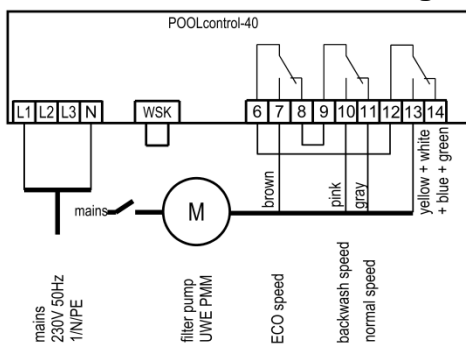 POOLcontrol-40
L1 L2 L3 N
WSK
6 7 8 9 10 11 12 13 14
brown
pink
gray
yellow + white
+ blue + green
mains
M
mains
230V 50Hz
1/N/PE
filter pump
UWE PMM
ECO speed
backwash speed
normal speed